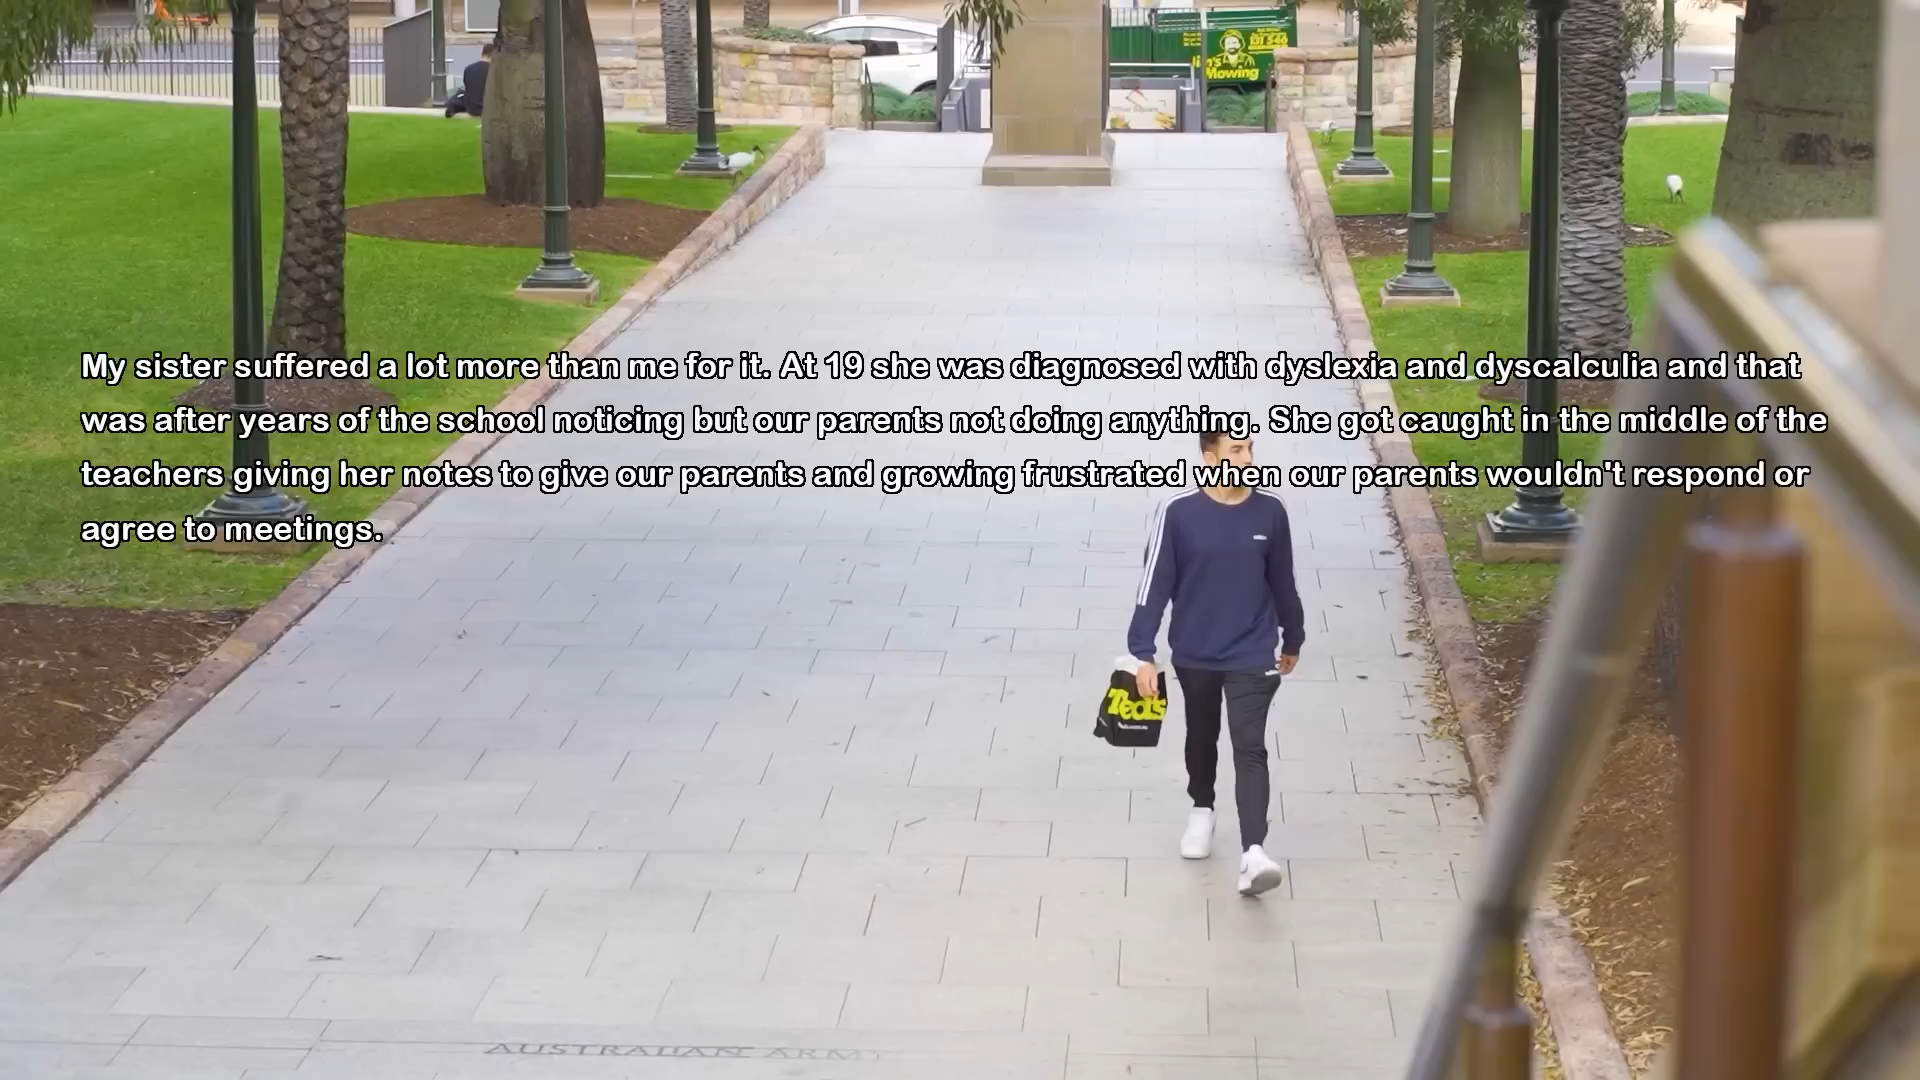 131 546
Jim's
Mowing
My sister suffered a lot more than me for it. At 19 she was diagnosed with dyslexia and dyscalculia and that
was after years of the school noticing but our parents not doing anything. She got caught in the middle of the
teachers giving her notes to give our parents and growing frustrated when our parents wouldn't respond or
agree to meetings.
Ted's
AUSTRALIAN ARMY